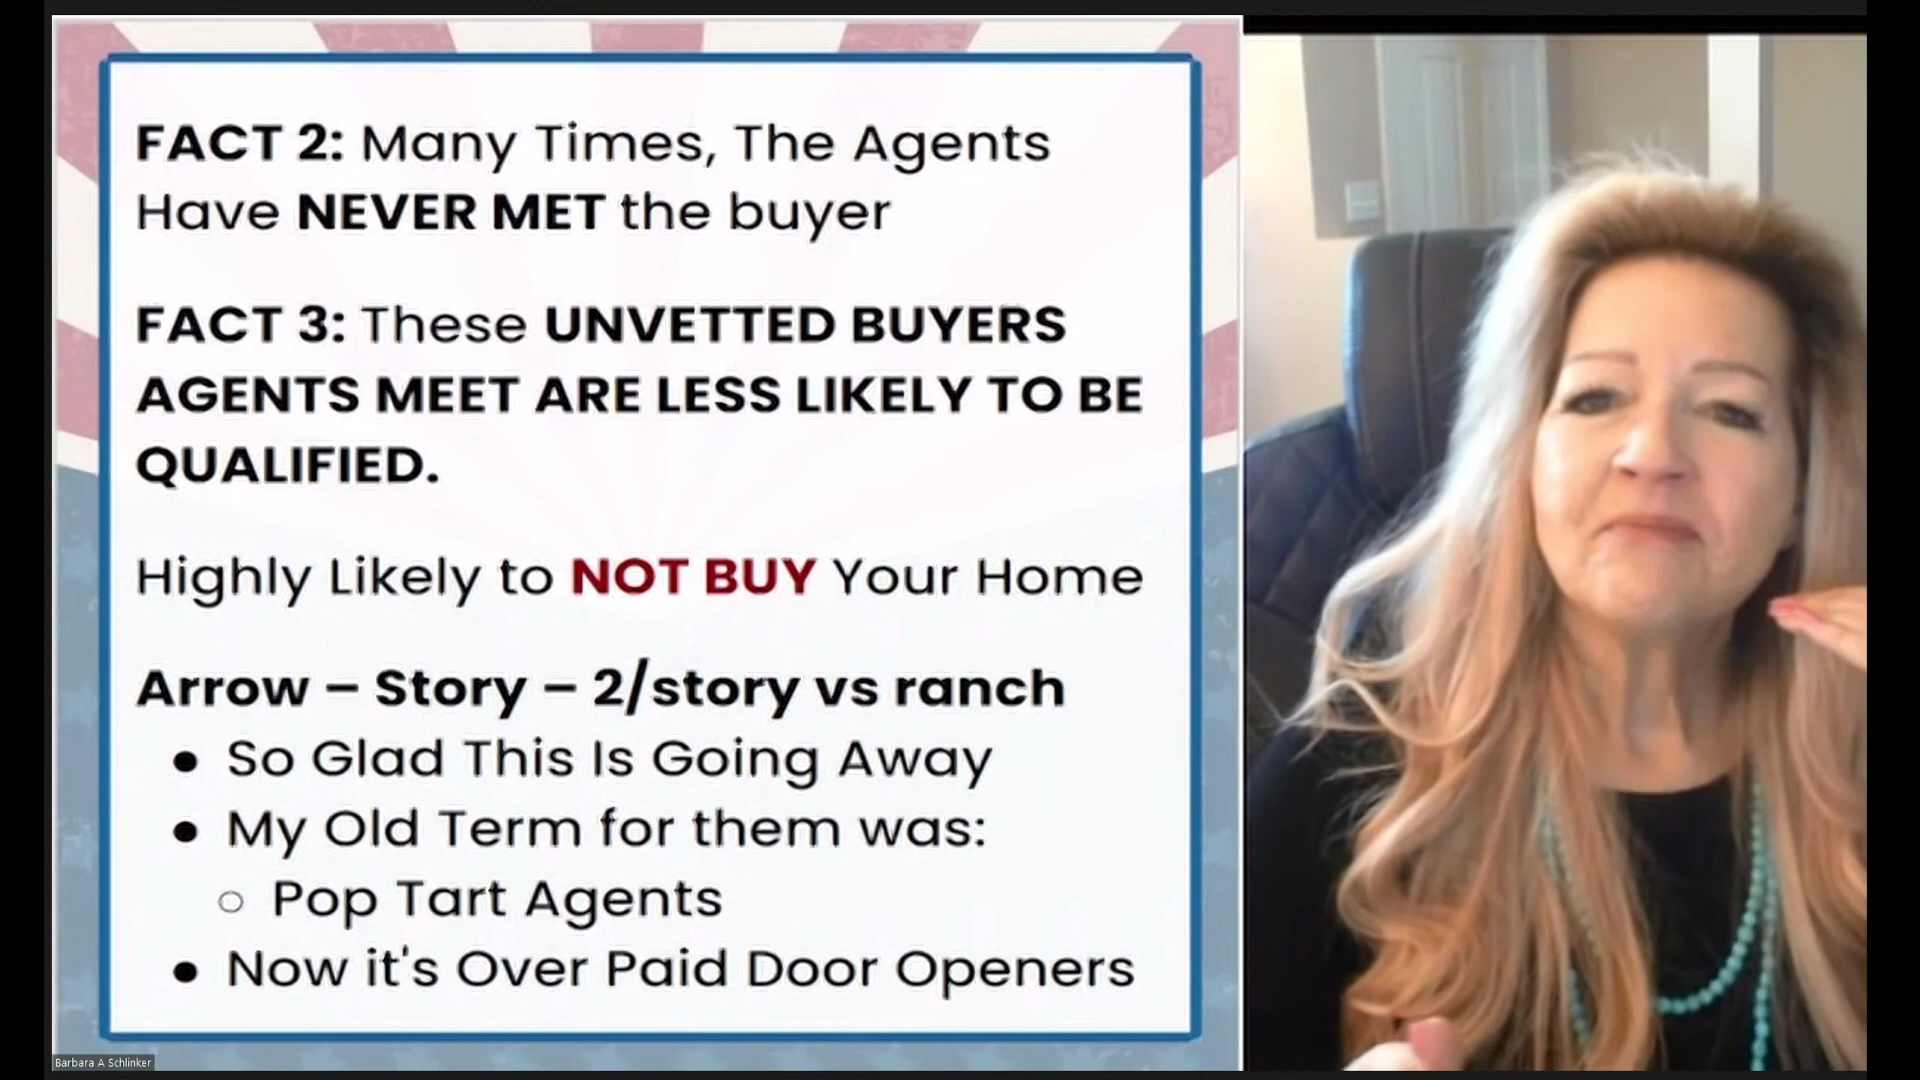 FACT 2: Many Times, The Agents
Have NEVER MET the buyer
FACT 3: These UNVETTED BUYERS
AGENTS MEET ARE LESS LIKELY TO BE
QUALIFIED.
Highly Likely to NOT BUY Your Home
Arrow – Story – 2/story vs ranch
● So Glad This Is Going Away
● My Old Term for them was:
○ Pop Tart Agents
● Now it's Over Paid Door Openers
Barbara A Schlinker